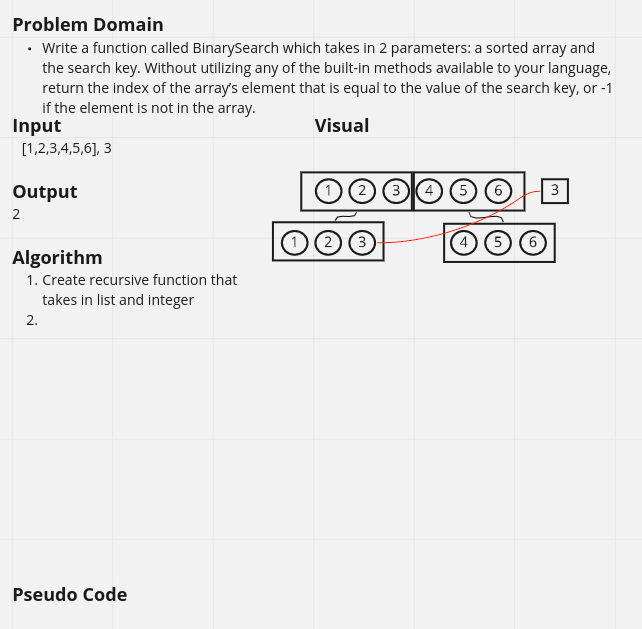 Problem Domain
• Write a function called BinarySearch which takes in 2 parameters: a sorted array and
the search key. Without utilizing any of the built-in methods available to your language,
return the index of the array's element that is equal to the value of the search key, or -1
if the element is not in the array.
Input
[1,2,3,4,5,6], 3
Output
2
Algorithm
1. Create recursive function that
takes in list and integer
2.
Visual
1 2 3 4 5 6 3
1 2 3 4 5 6
Pseudo Code